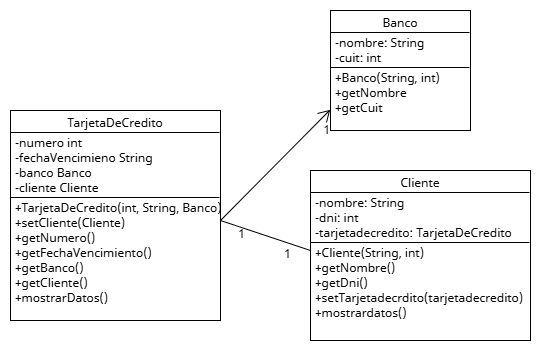 Banco
-nombre: String
-cuit: int
+Banco(String, int)
+getNombre
+getCuit
1
TarjetaDeCredito
-numero int
-fechaVencimieno String
-banco Banco
-cliente Cliente
+TarjetaDeCredito(int, String, Banco)
+setCliente(Cliente)
+getNumero()
+getFechaVencimiento()
+getBanco()
+getCliente()
+mostrarDatos()
1
1
Cliente
-nombre: String
-dni: int
-tarjetadecredito: TarjetaDeCredito
+Cliente(String, int)
+getNombre()
+getDni()
+setTarjetadecrdito(tarjetadecredito)
+mostrardatos()